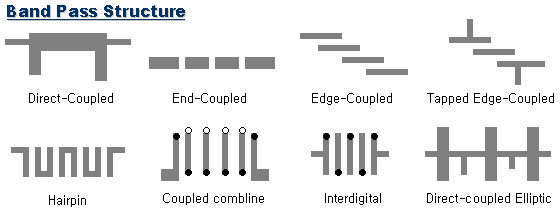 Band Pass Structure
Direct-Coupled
End-Coupled
Edge-Coupled
Tapped Edge-Coupled
Hairpin
Coupled combline
Interdigital
Direct-coupled Elliptic